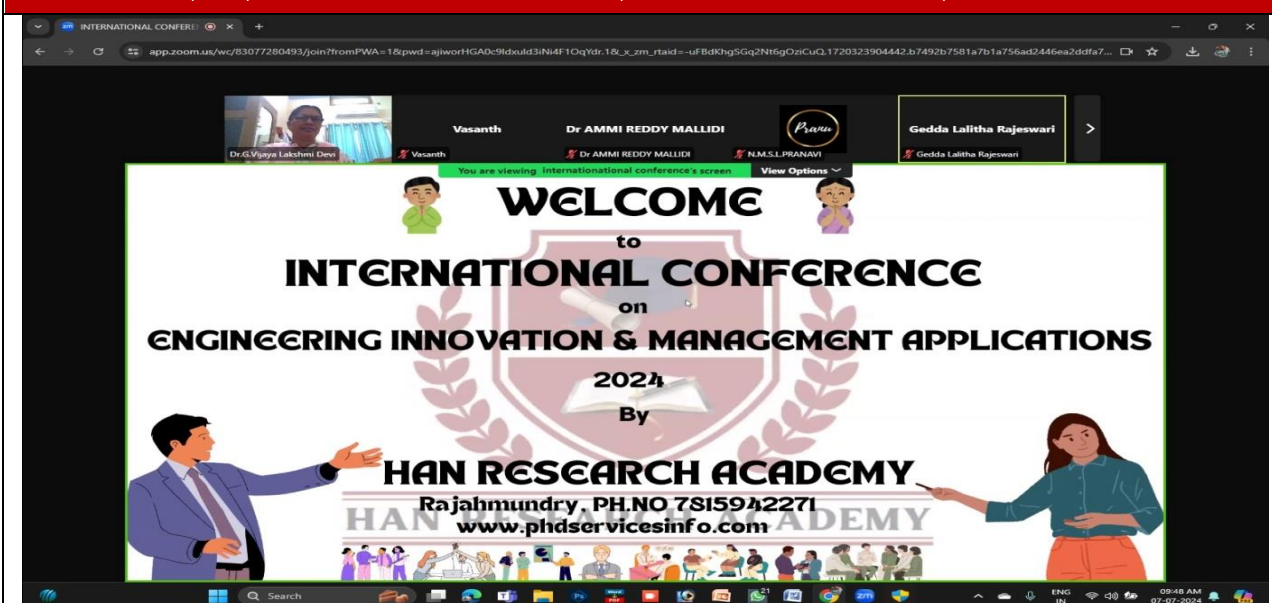 INTERNATIONAL CONFERE
app.zoom.us/wc/83077280493/join?fromPWA=1&pwd=ajiworHGA0c9ldxuld3iNi4F1OqYdr.1&_x_zm_rtaid=-uFBdKhgSGq2Nt6gOziCuQ.1720323904442.b7492b7581a7b1a756ad2446ea2ddfa7...
Vasanth
Dr AMMI REDDY MALLIDI
Pranu
Gedda Lalitha Rajeswari
Dr.G.Vijaya Lakshmi Devi
Vasanth
Dr AMMI REDDY MALLIDI
N.M.S.L.PRANAVI
Gedda Lalitha Rajeswari
You are viewing internationational conference's screen
View Options
WELCOME
to
INTERNATIONAL CONFERENCE
on
ENGINEERING INNOVATION & MANAGEMENT APPLICATIONS
2024
By
HAN RESEARCH ACADEMY
Rajahmundry, PH.NO 7815942271
www.phdservicesinfo.com
HAN RESEARCH ACADEMY
Search
21
ENG
IN
09:48 AM
07-07-2024